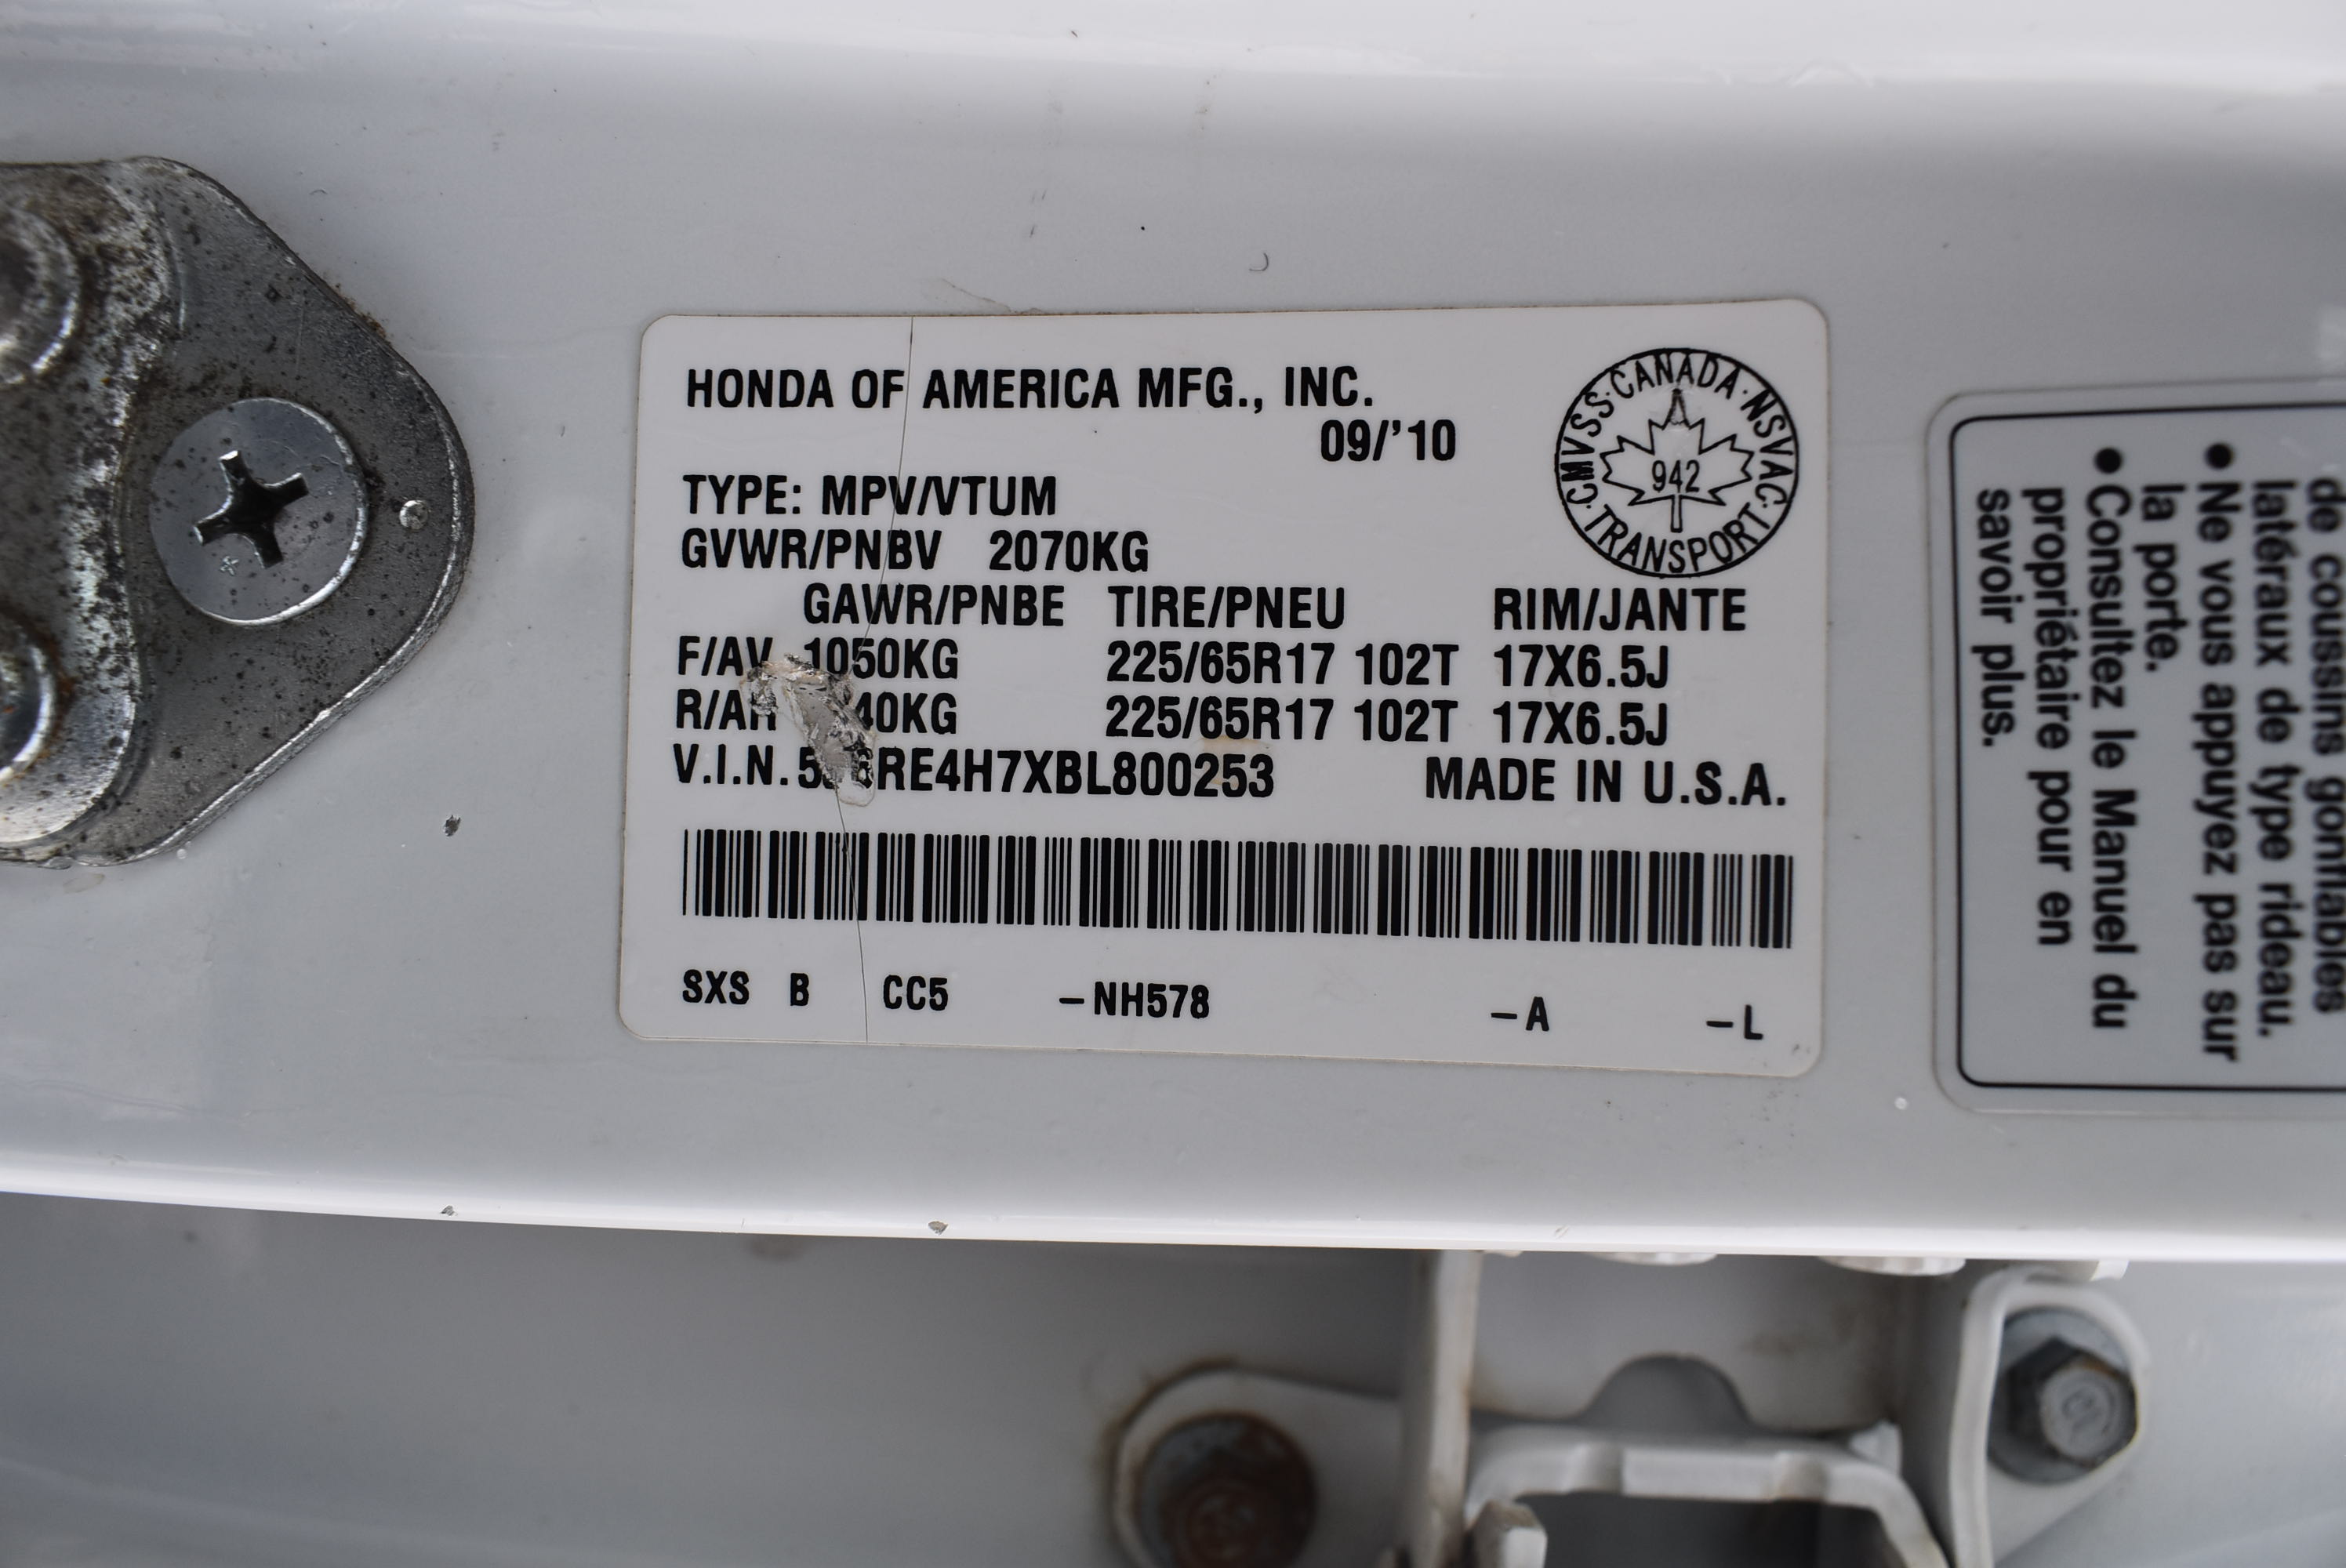 HONDA OF AMERICA MFG., INC.
09/'10
CMVSS·CANADA·NSVAC·TRANSPORT·
942
TYPE: MPV/VTUM
GVWR/PNBV 2070KG
GAWR/PNBE TIRE/PNEU RIM/JANTE
F/AV 1050KG 225/65R17 102T 17X6.5J
R/AR 225/65R17 102T 17X6.5J
V.I.N. MADE IN U.S.A.
SXS B CC5 -NH578 -A -L
de coussins gonflables
latéraux de type rideau.
● Ne vous appuyez pas sur
la porte.
● Consultez le Manuel du
propriétaire pour en
savoir plus.